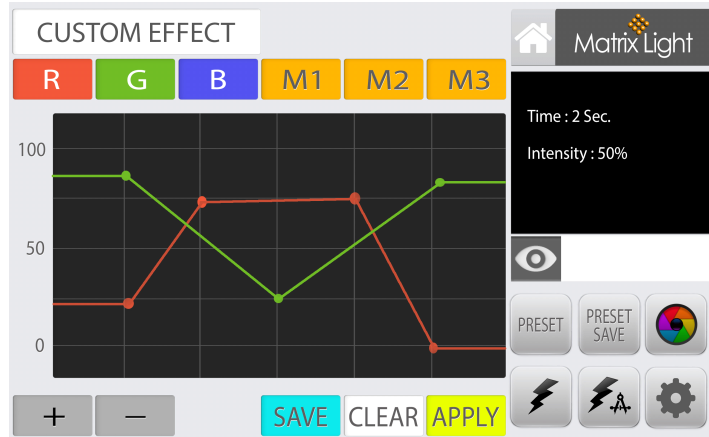 CUSTOM EFFECT
Matrix Light
R G B M1 M2 M3
Time : 2 Sec.
Intensity : 50%
100
50
0
PRESET
PRESET
SAVE
+ − SAVE CLEAR APPLY